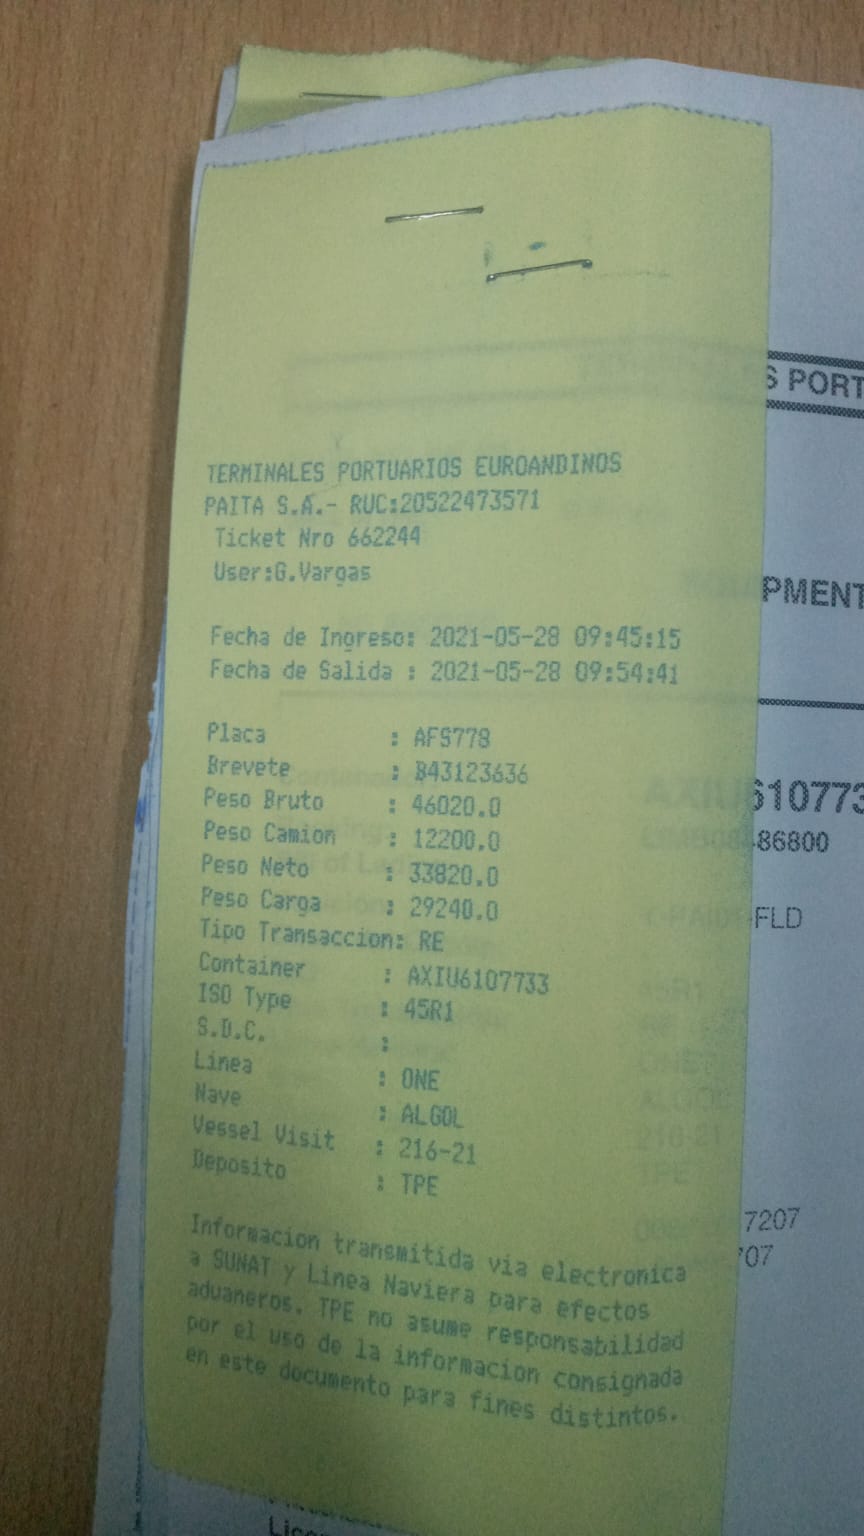 TERMINALES PORTUARIOS EUROANDINOS
PAITA S.A.- RUC:20522473571
Ticket Nro 662244
User:G.Vargas
Fecha de Ingreso: 2021-05-28 09:45:15
Fecha de Salida : 2021-05-28 09:54:41
Placa : AFS778
Brevete : B43123636
Peso Bruto : 46020.0
Peso Camion : 12200.0
Peso Neto : 33820.0
Peso Carga : 29240.0
Tipo Transaccion: RE
Container : AXIU6107733
ISO Type : 45R1
S.D.C. :
Linea : ONE
Nave : ALGOL
Vessel Visit : 216-21
Deposito : TPE
Informacion transmitida via electronica
a SUNAT y Linea Naviera para efectos
aduaneros. TPE no asume responsabilidad
por el uso de la informacion consignada
en este documento para fines distintos.
S PORT
PMENT
AXIU610773
86800
-FLD
7207
707